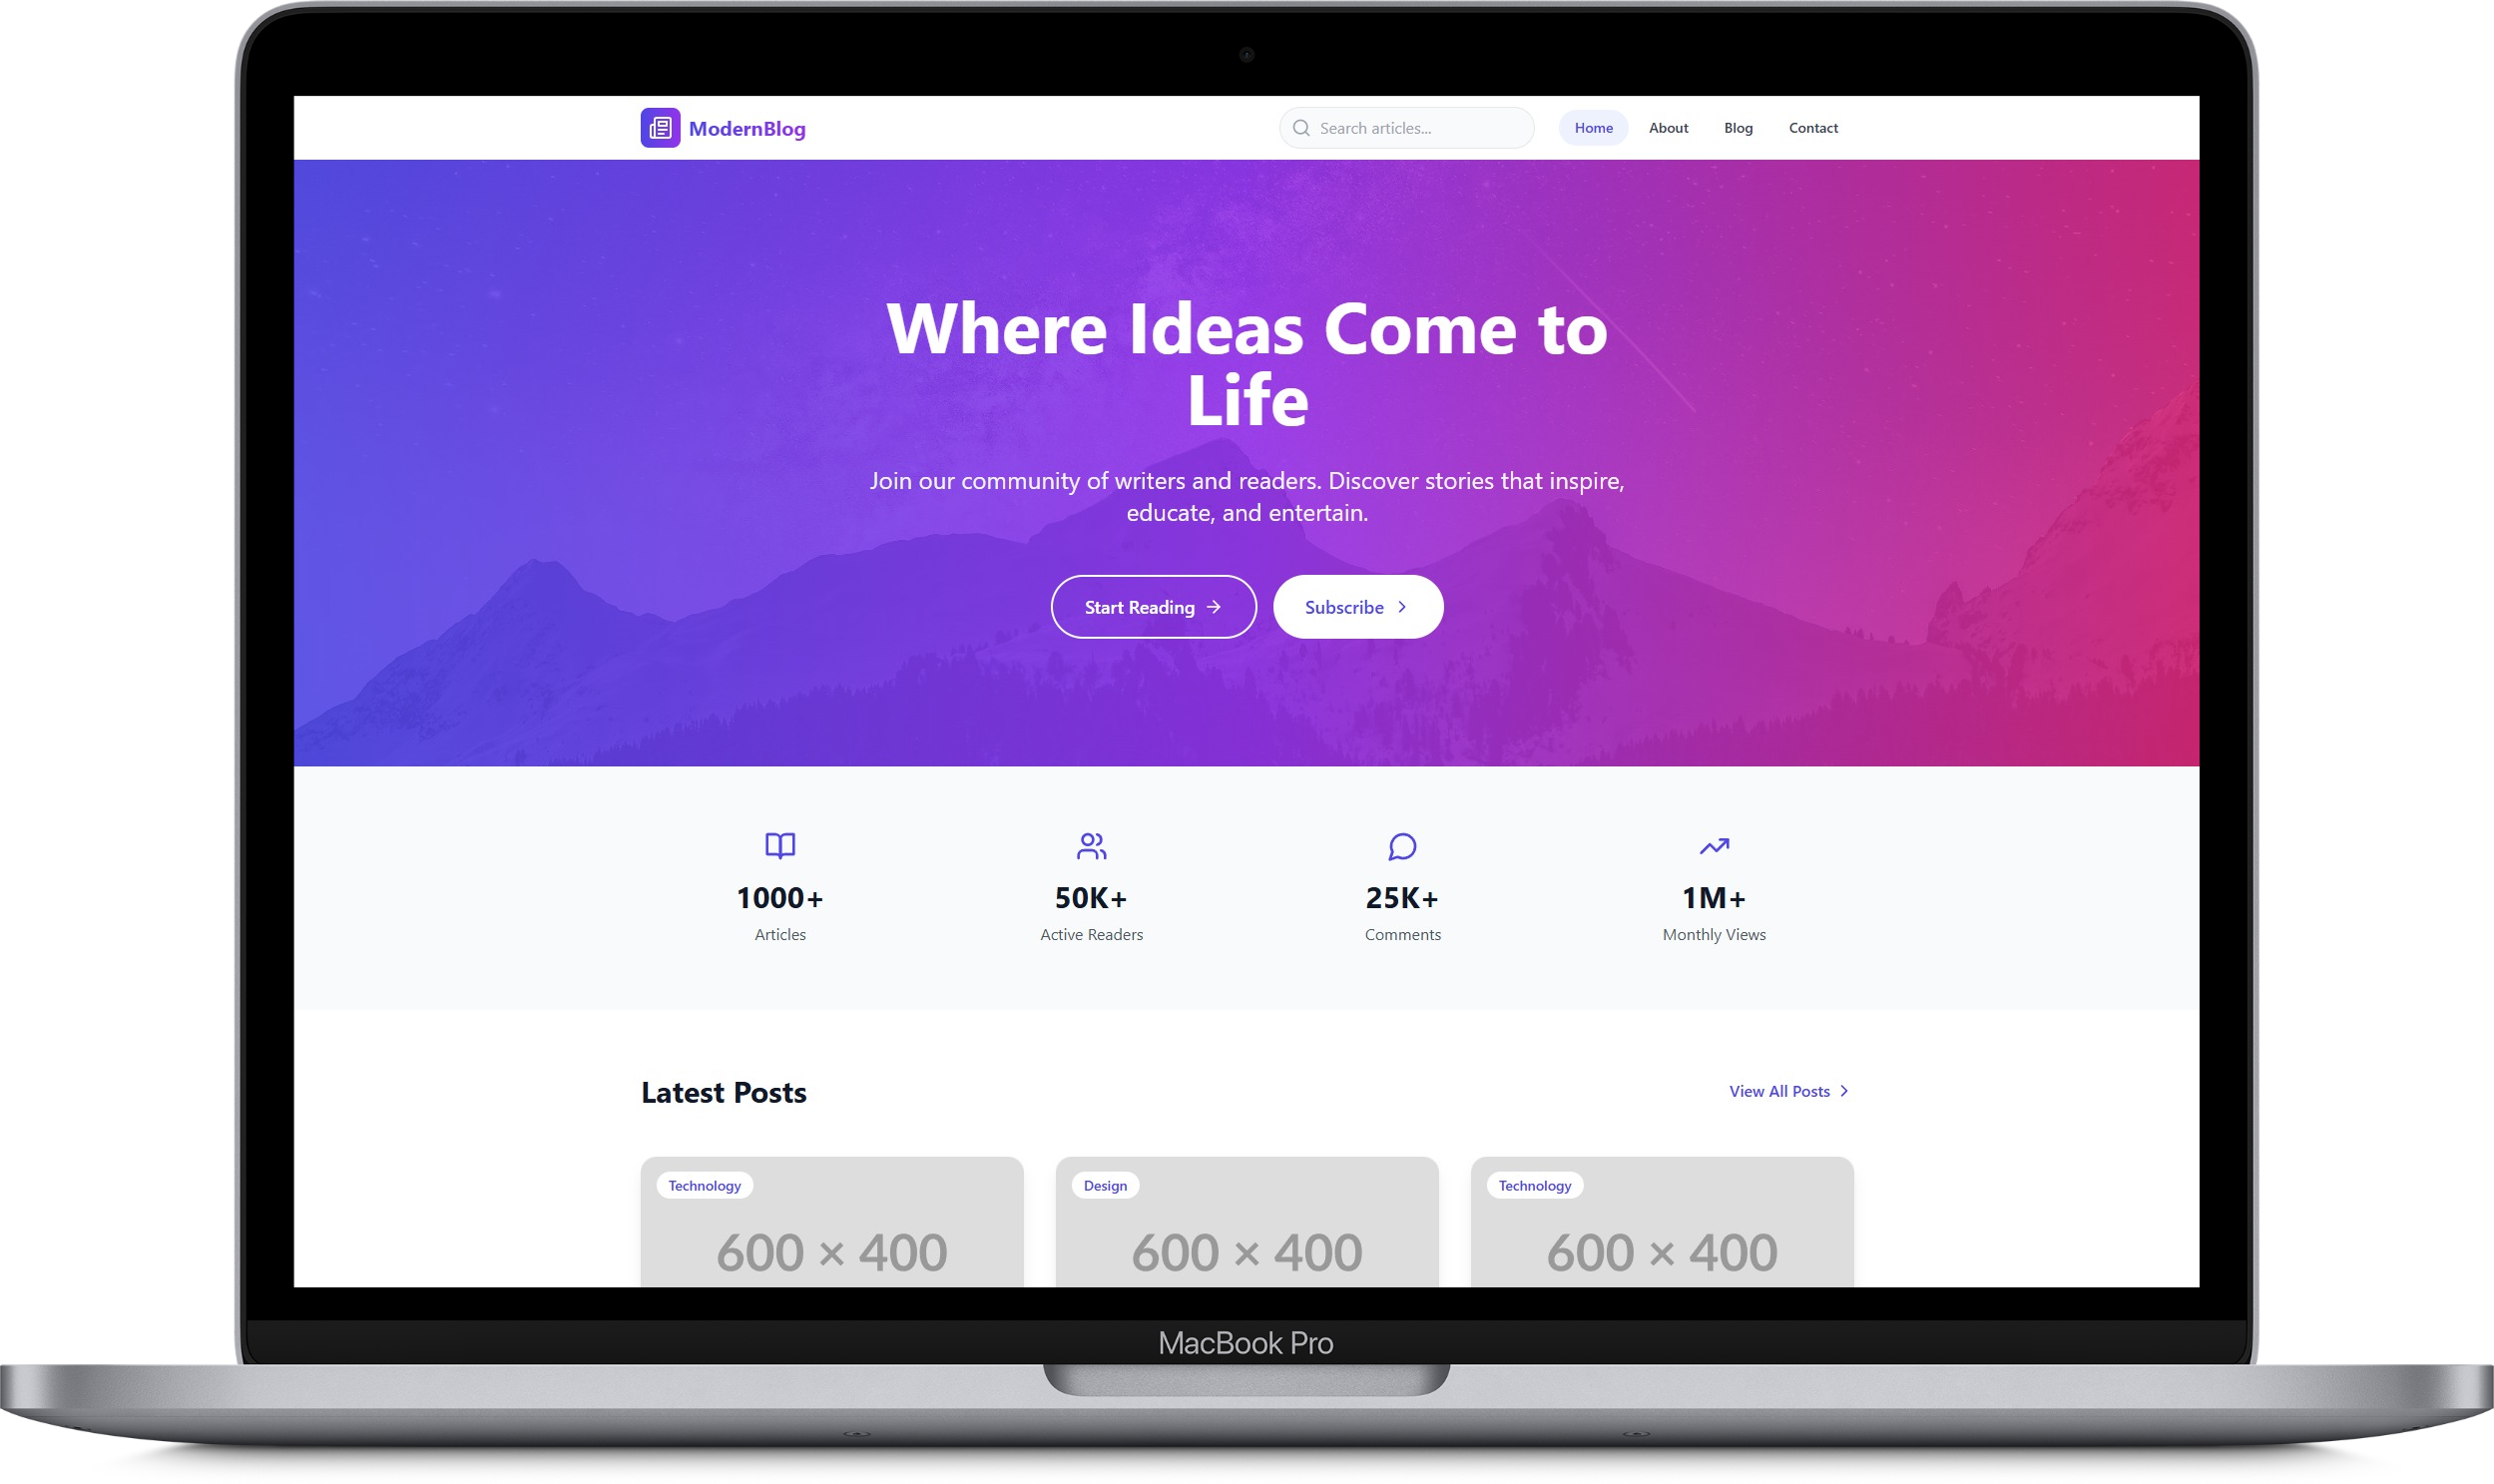 ModernBlog
Search articles...
Home
About
Blog
Contact
Where Ideas Come to
Life
Join our community of writers and readers. Discover stories that inspire,
educate, and entertain.
Start Reading
Subscribe
1000+
Articles
50K+
Active Readers
25K+
Comments
1M+
Monthly Views
Latest Posts
View All Posts
Technology
600 × 400
Design
600 × 400
Technology
600 × 400
MacBook Pro